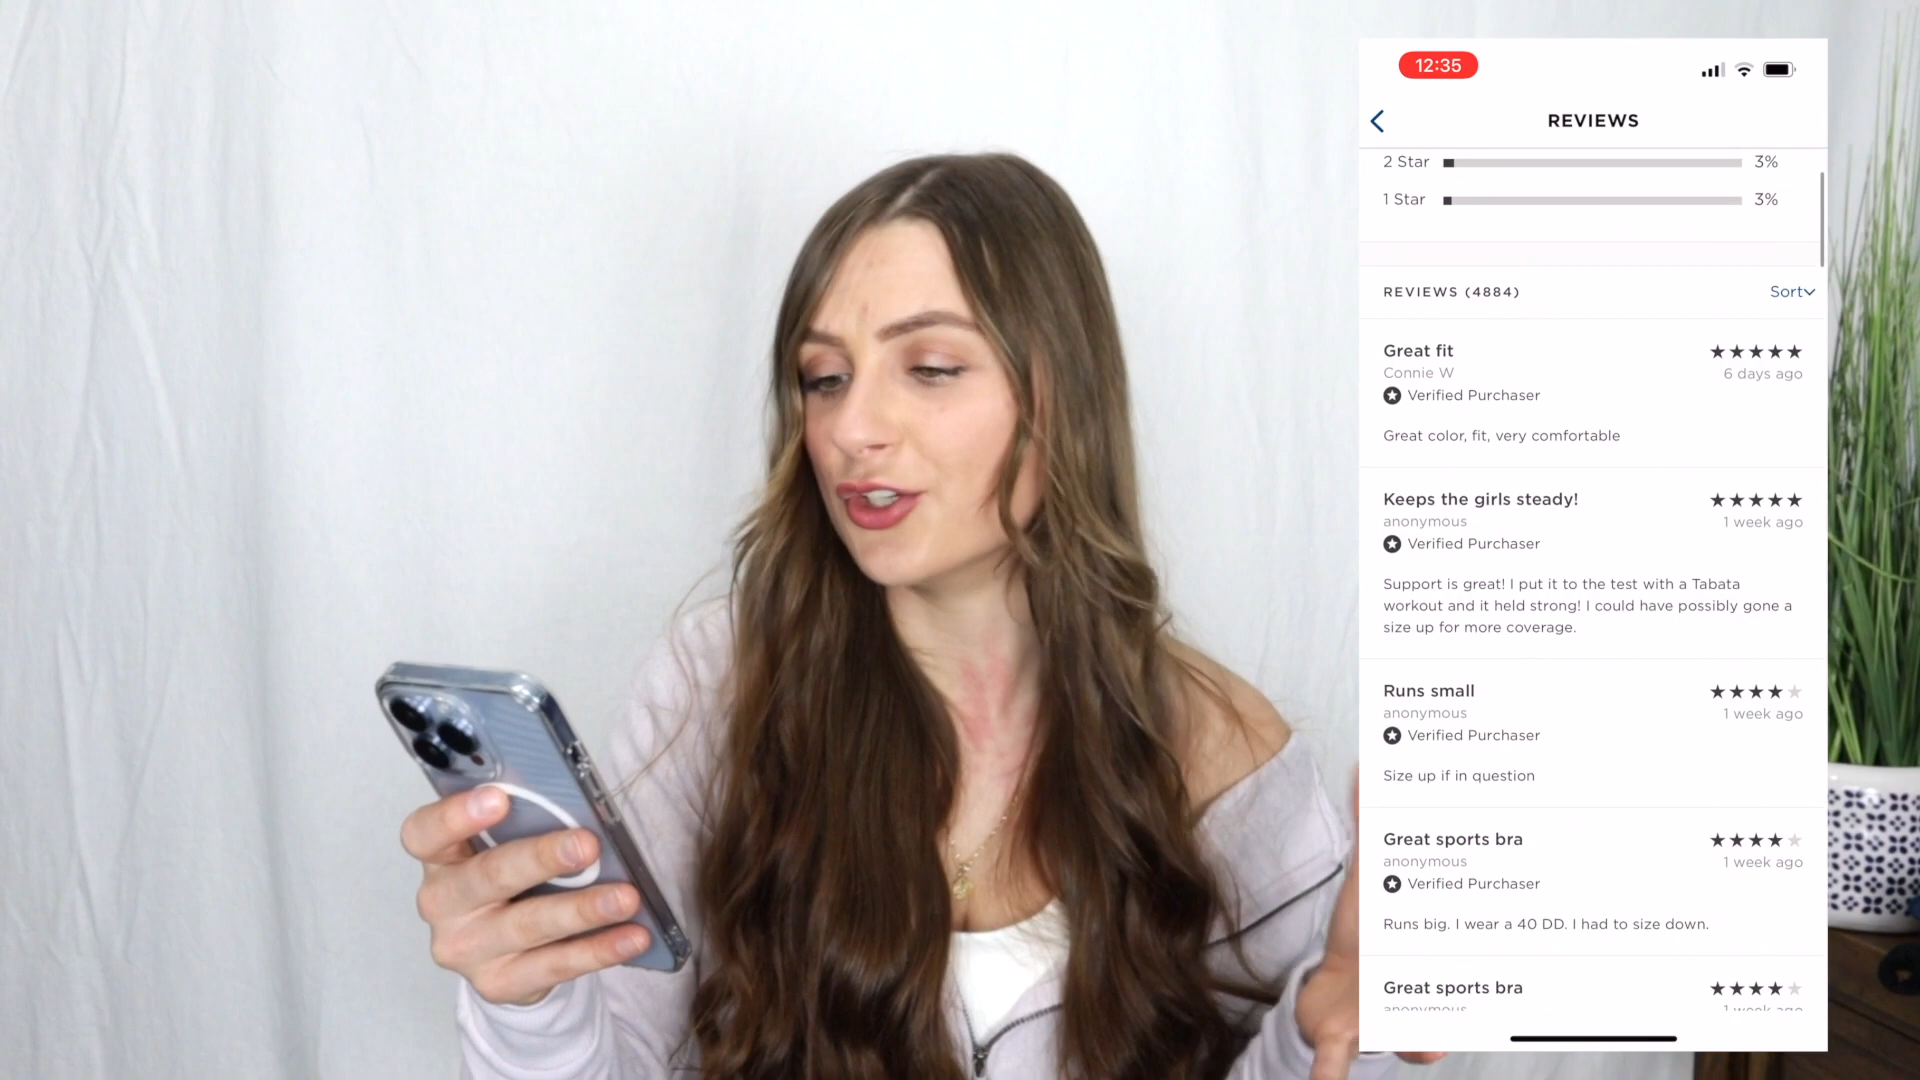 12:35
REVIEWS
2 Star 3%
1 Star 3%
REVIEWS (4884) Sort
Great fit
Connie W 6 days ago
Verified Purchaser
Great color, fit, very comfortable
Keeps the girls steady!
anonymous 1 week ago
Verified Purchaser
Support is great! I put it to the test with a Tabata
workout and it held strong! I could have possibly gone a
size up for more coverage.
Runs small
anonymous 1 week ago
Verified Purchaser
Size up if in question
Great sports bra
anonymous 1 week ago
Verified Purchaser
Runs big. I wear a 40 DD. I had to size down.
Great sports bra
anonymous 1 week ago